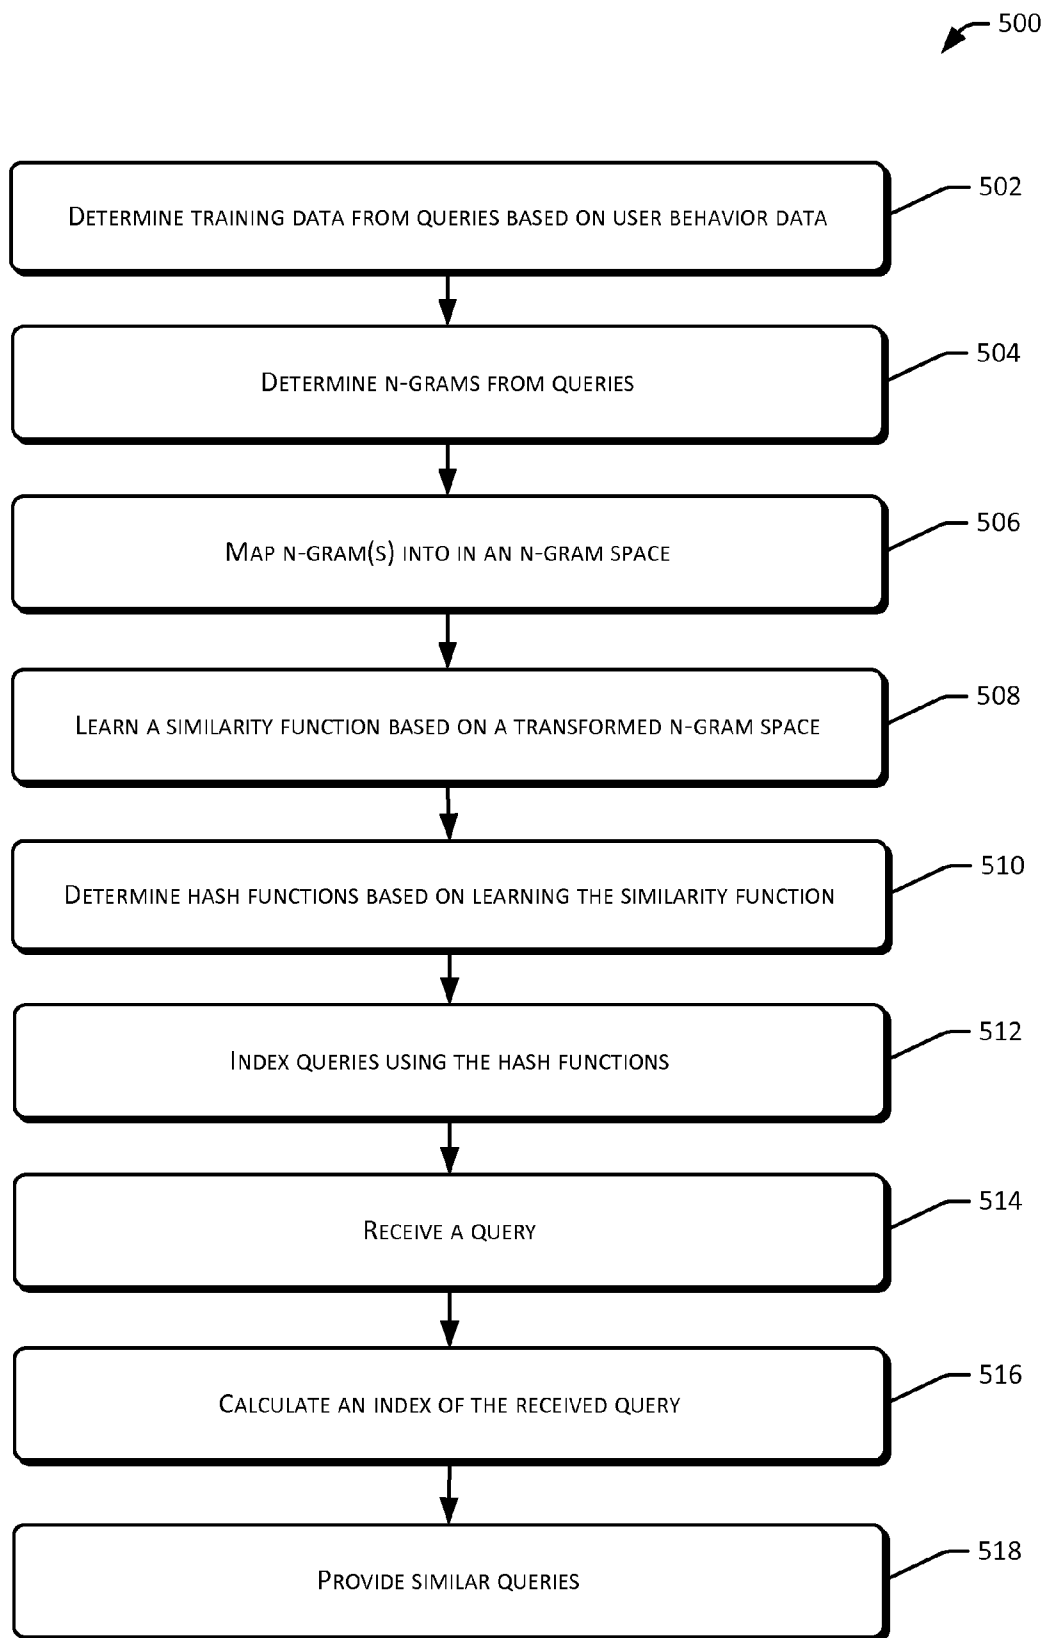 500
DETERMINE TRAINING DATA FROM QUERIES BASED ON USER BEHAVIOR DATA
502
DETERMINE N-GRAMS FROM QUERIES
504
MAP N-GRAM(S) INTO IN AN N-GRAM SPACE
506
LEARN A SIMILARITY FUNCTION BASED ON A TRANSFORMED N-GRAM SPACE
508
DETERMINE HASH FUNCTIONS BASED ON LEARNING THE SIMILARITY FUNCTION
510
INDEX QUERIES USING THE HASH FUNCTIONS
512
RECEIVE A QUERY
514
CALCULATE AN INDEX OF THE RECEIVED QUERY
516
PROVIDE SIMILAR QUERIES
518